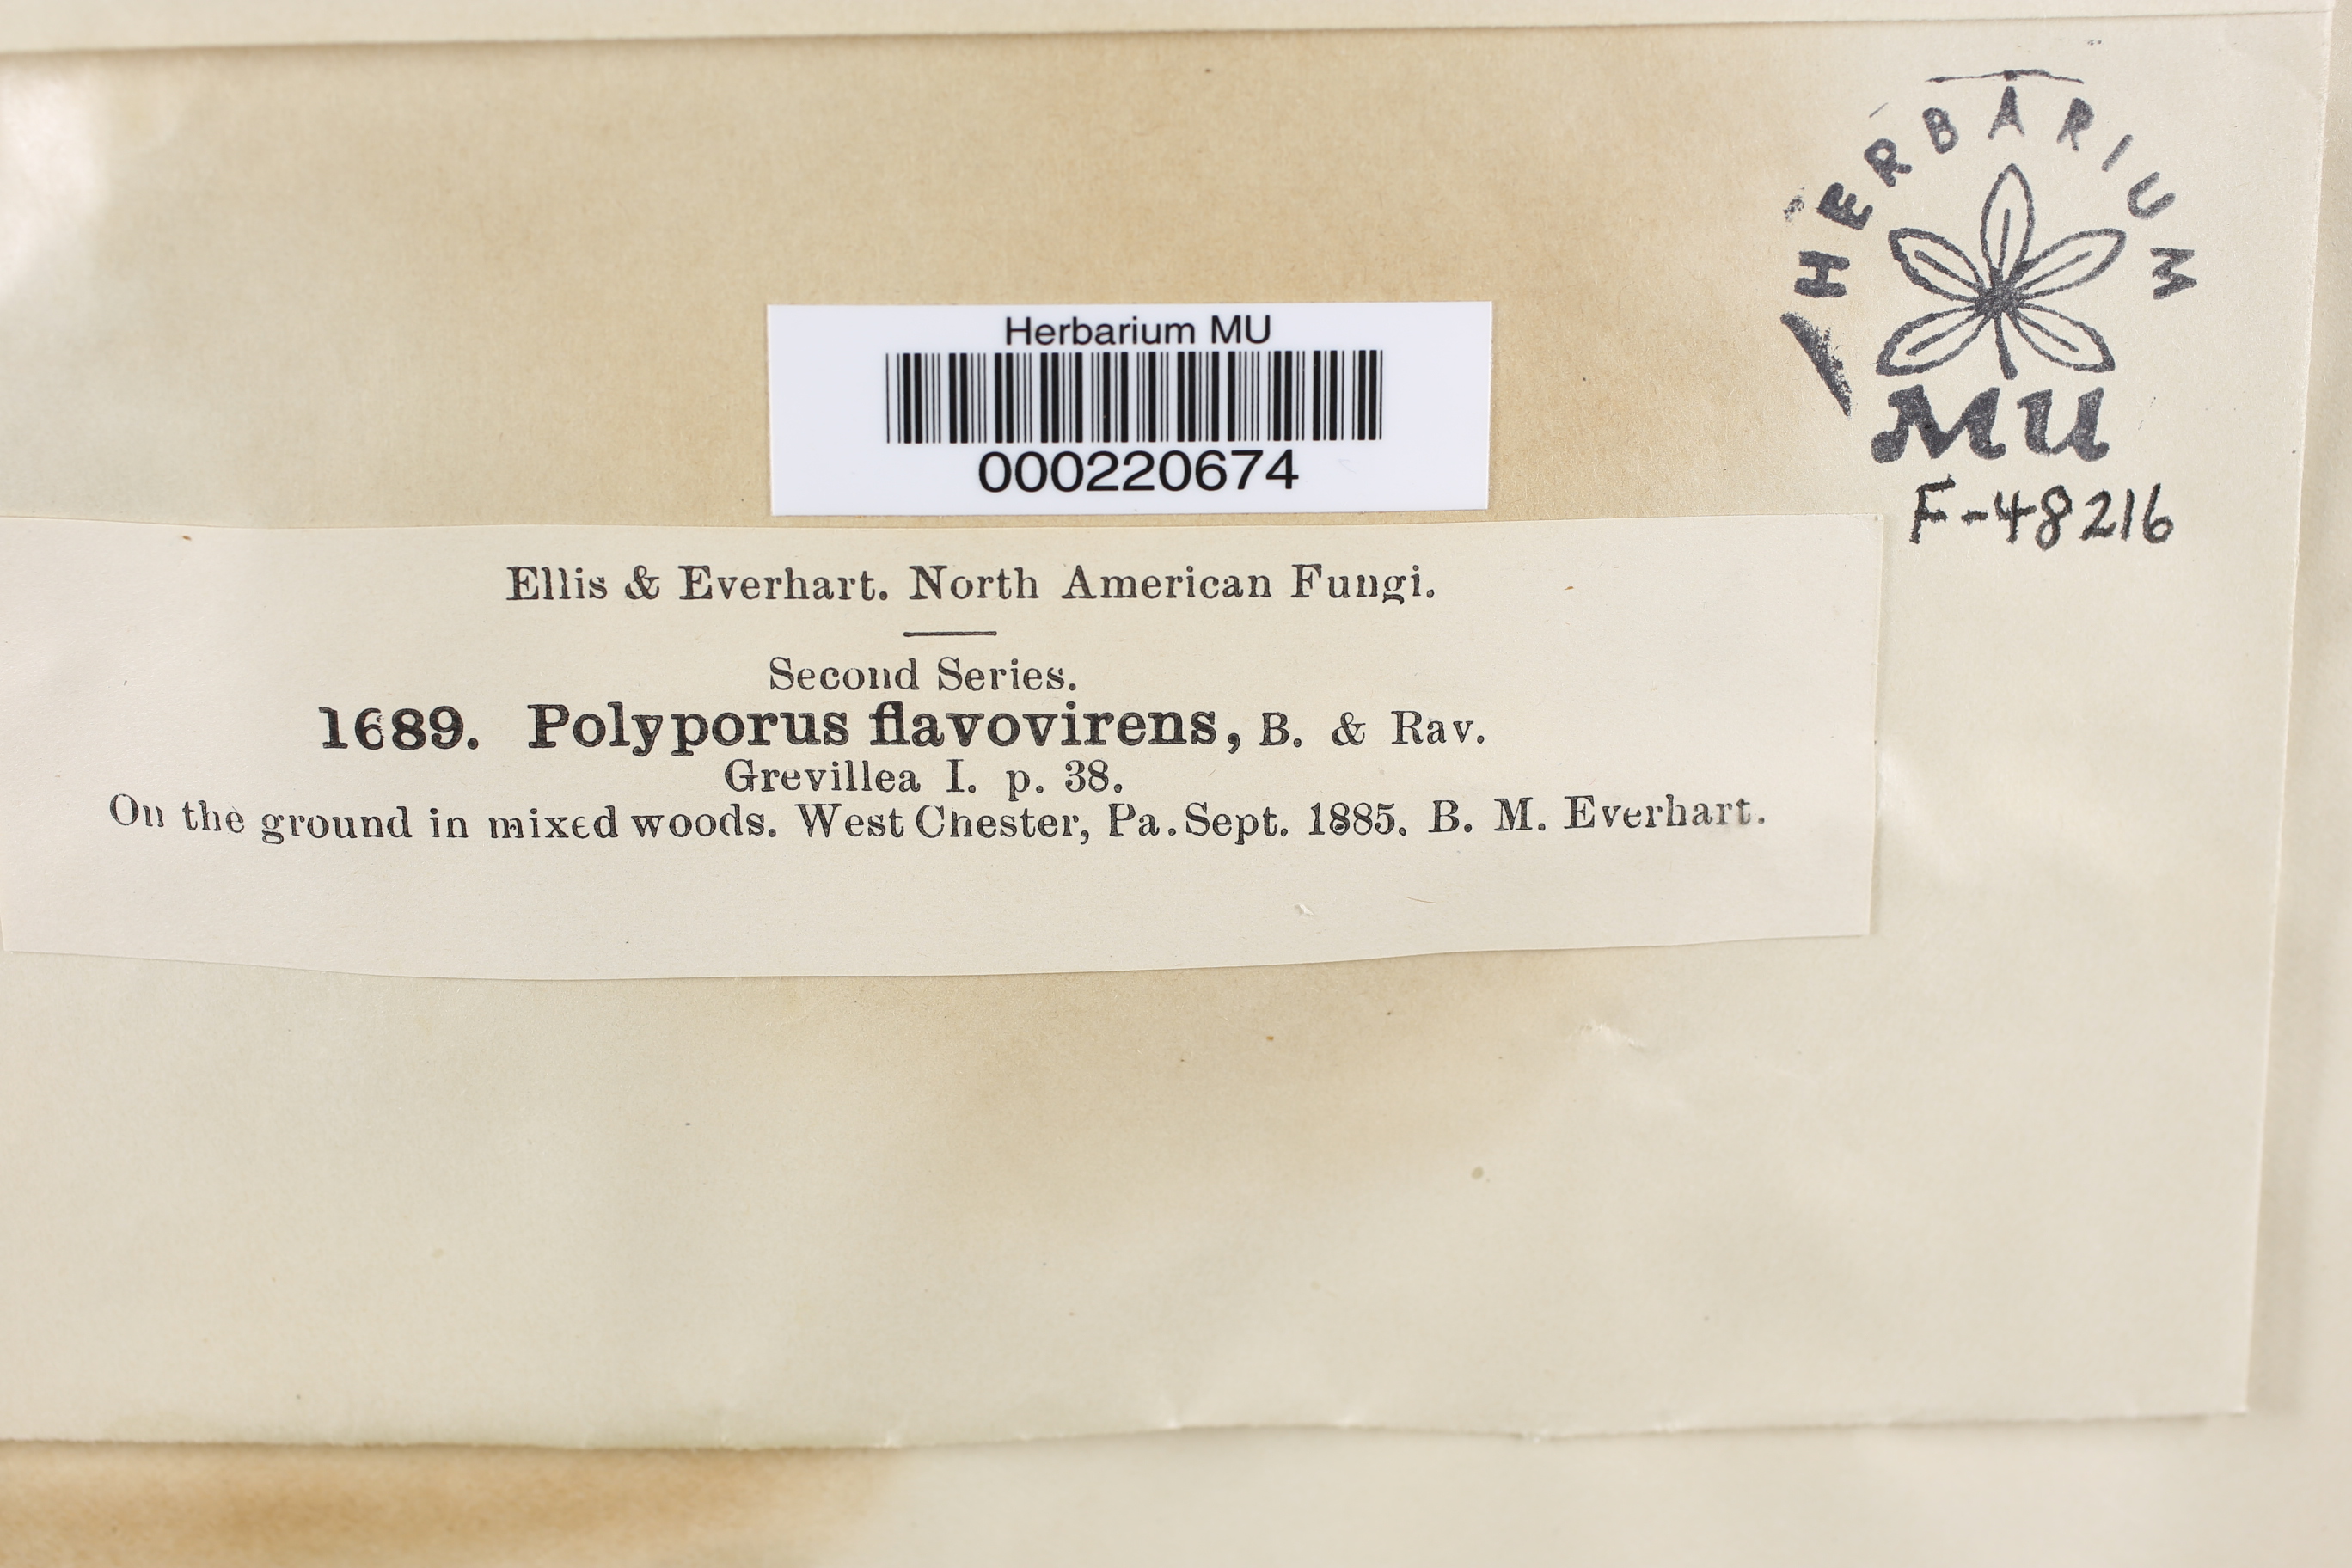 HERBARIUM
MU
F-48216
Herbarium MU
000220674
Ellis & Everhart. North American Fungi.
Second Series.
1689. Polyporus flavovirens, B. & Rav.
Grevillea I. p. 38.
On the ground in mixed woods. West Chester, Pa. Sept. 1885. B. M. Everhart.